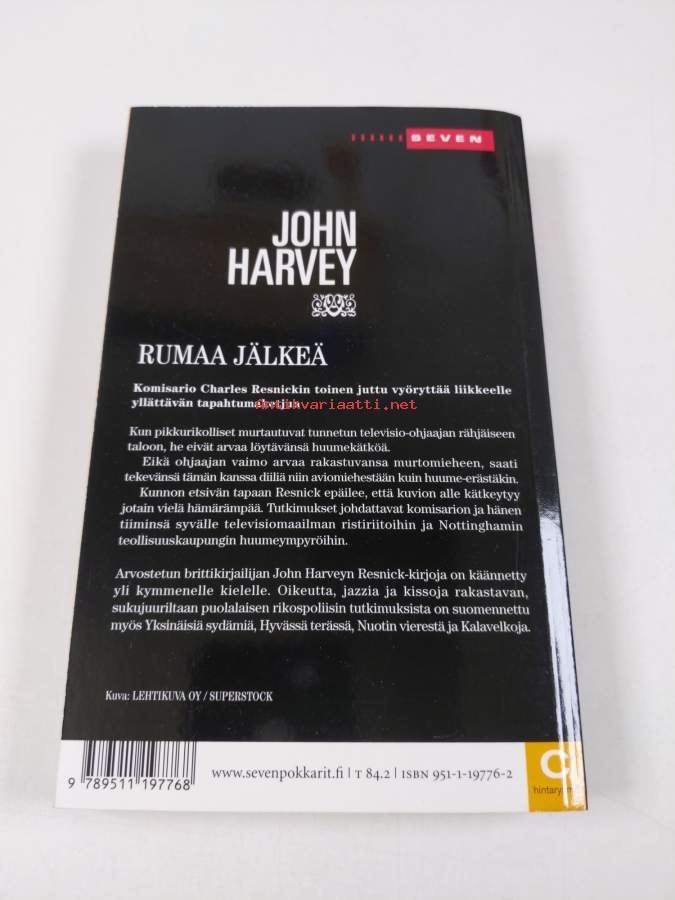 SEVEN
JOHN
HARVEY
RUMAA JÄLKEÄ
Komisario Charles Resnickin toinen juttu vyöryttää liikkeelle
yllättävän tapahtumaketjun
antikvariaatti.net
Kun pikkurikolliset murtautuvat tunnetun televisio-ohjaajan rähjäiseen
taloon, he eivät arvaa löytävänsä huumekätköä.
Eikä ohjaajan vaimo arvaa rakastuvansa murtomieheen, saati
tekevänsä tämän kanssa diiliä niin aviomiehestään kuin huume-erästäkin.
Kunnon etsivän tapaan Resnick epäilee, että kuvion alle kätkeytyy
jotain vielä hämärämpää. Tutkimukset johdattavat komisarion ja hänen
tiiminsä syvälle televisiomaailman ristiriitoihin ja Nottinghamin
teollisuuskaupungin huumeympyröihin.
Arvostetun brittikirjailijan John Harveyn Resnick-kirjoja on käännetty
yli kymmenelle kielelle. Oikeutta, jazzia ja kissoja rakastavan,
sukujuuriltaan puolalaisen rikospoliisin tutkimuksista on suomennettu
myös Yksinäisiä sydämiä, Hyvässä terässä, Nuotin vierestä ja Kalavelkoja.
Kuva: LEHTIKUVA OY / SUPERSTOCK
9 789511 197768
www.sevenpokkarit.fi | T 84.2 | ISBN 951-1-19776-2